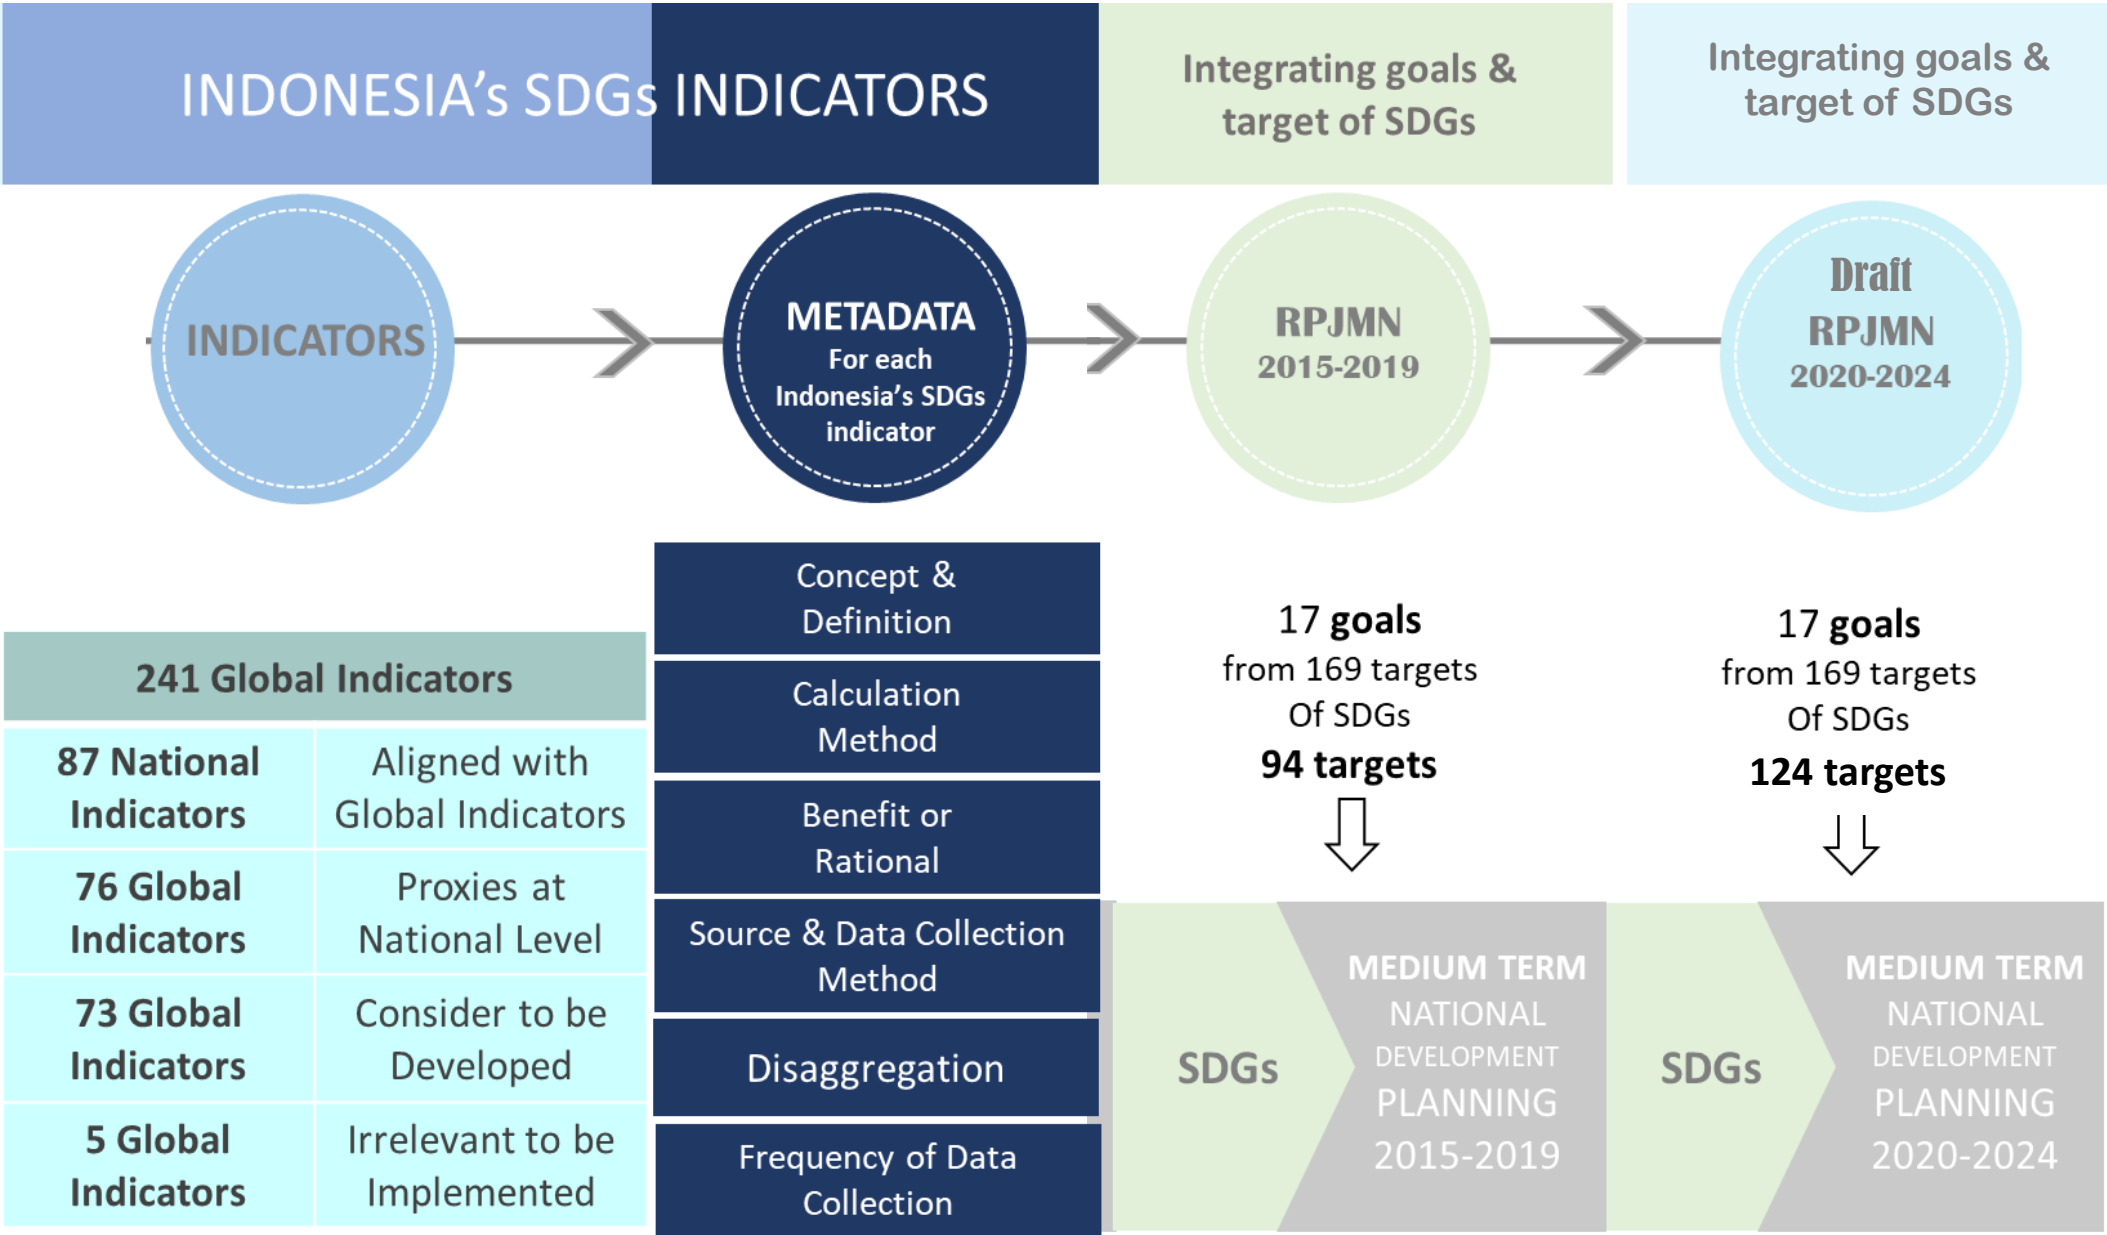 INDONESIA’s SDGs INDICATORS
Integrating goals &
target of SDGs
Integrating goals &
target of SDGs
INDICATORS
METADATA
For each
Indonesia’s SDGs
indicator
RPJMN
2015-2019
Draft
RPJMN
2020-2024
241 Global Indicators
87 National
Indicators
Aligned with
Global Indicators
76 Global
Indicators
Proxies at
National Level
73 Global
Indicators
Consider to be
Developed
5 Global
Indicators
Irrelevant to be
Implemented
Concept &
Definition
Calculation
Method
Benefit or
Rational
Source & Data Collection
Method
Disaggregation
Frequency of Data
Collection
17 goals
from 169 targets
Of SDGs
94 targets
SDGs
MEDIUM TERM
NATIONAL
DEVELOPMENT
PLANNING
2015-2019
17 goals
from 169 targets
Of SDGs
124 targets
SDGs
MEDIUM TERM
NATIONAL
DEVELOPMENT
PLANNING
2020-2024